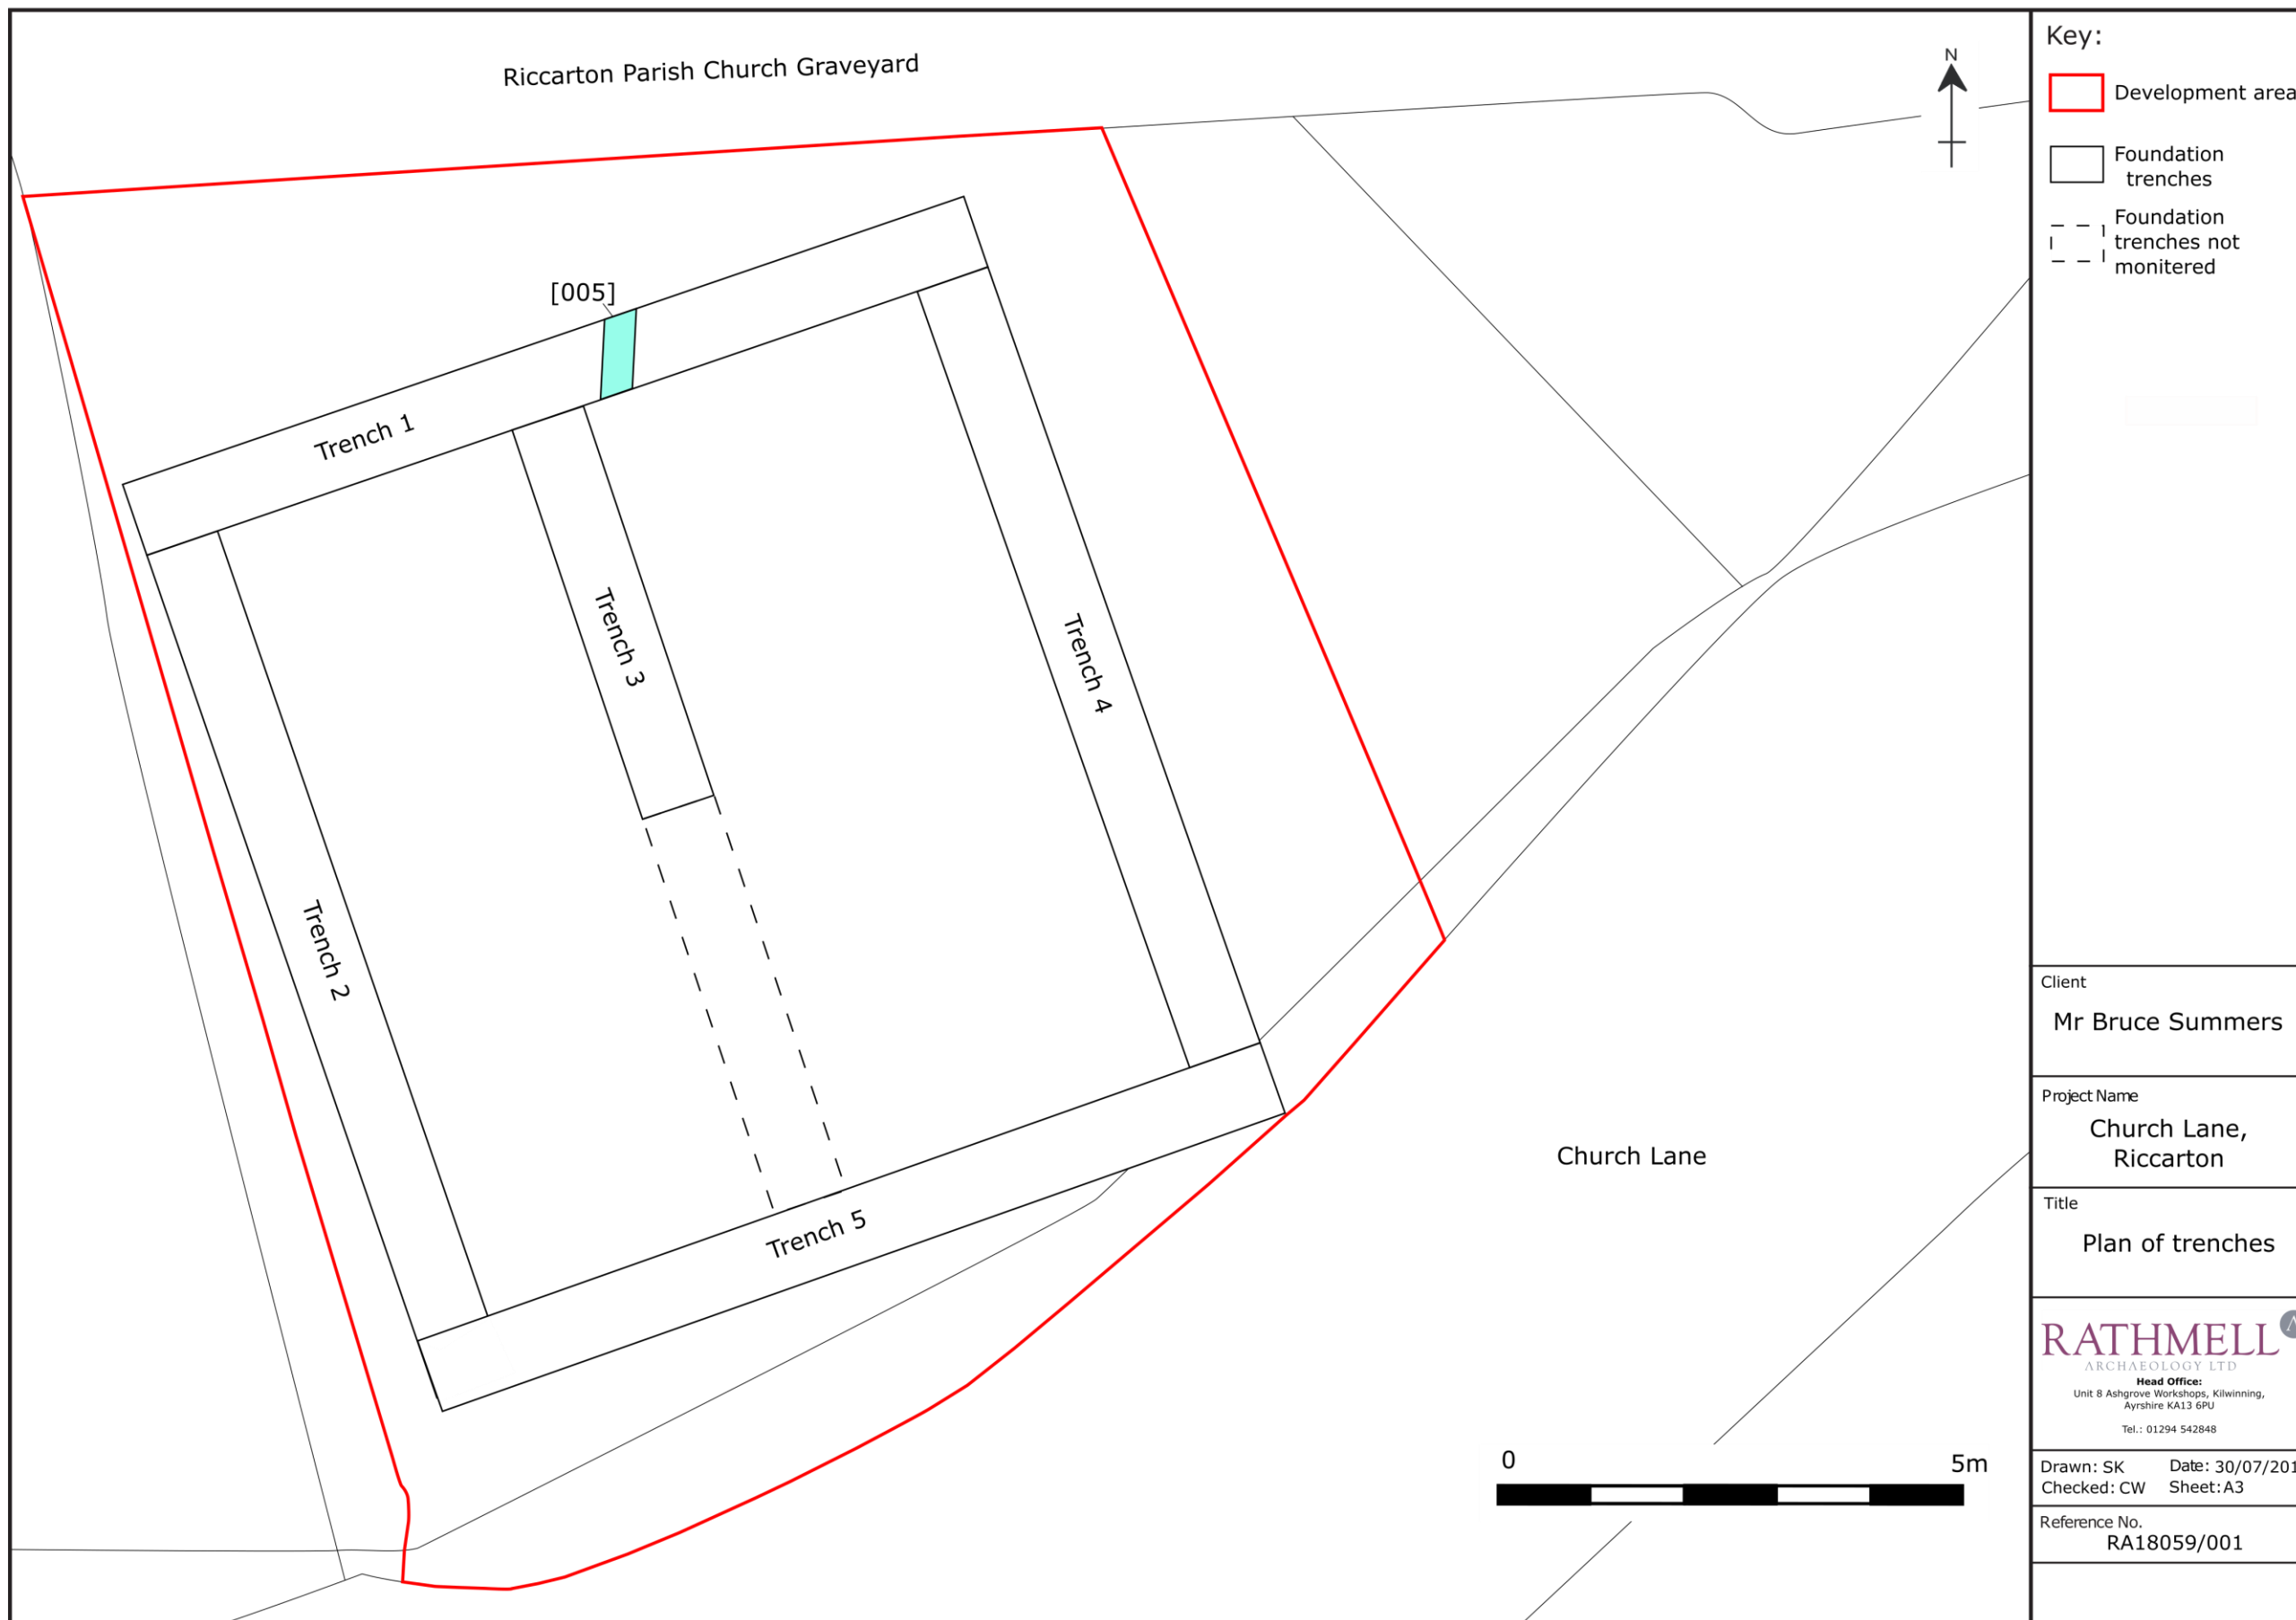 Riccarton Parish Church Graveyard
N
[005]
Trench 1
Trench 3
Trench 4
Trench 2
Trench 5
Church Lane
0
5m
Key:
Development area
Foundation
trenches
Foundation
trenches not
monitered
Client
Mr Bruce Summers
Project Name
Church Lane,
Riccarton
Title
Plan of trenches
RATHMELL
ARCHAEOLOGY LTD
Head Office:
Unit 8 Ashgrove Workshops, Kilwinning,
Ayrshire KA13 6PU
Tel.: 01294 542848
Drawn: SK Date: 30/07/201
Checked: CW Sheet: A3
Reference No.
RA18059/001